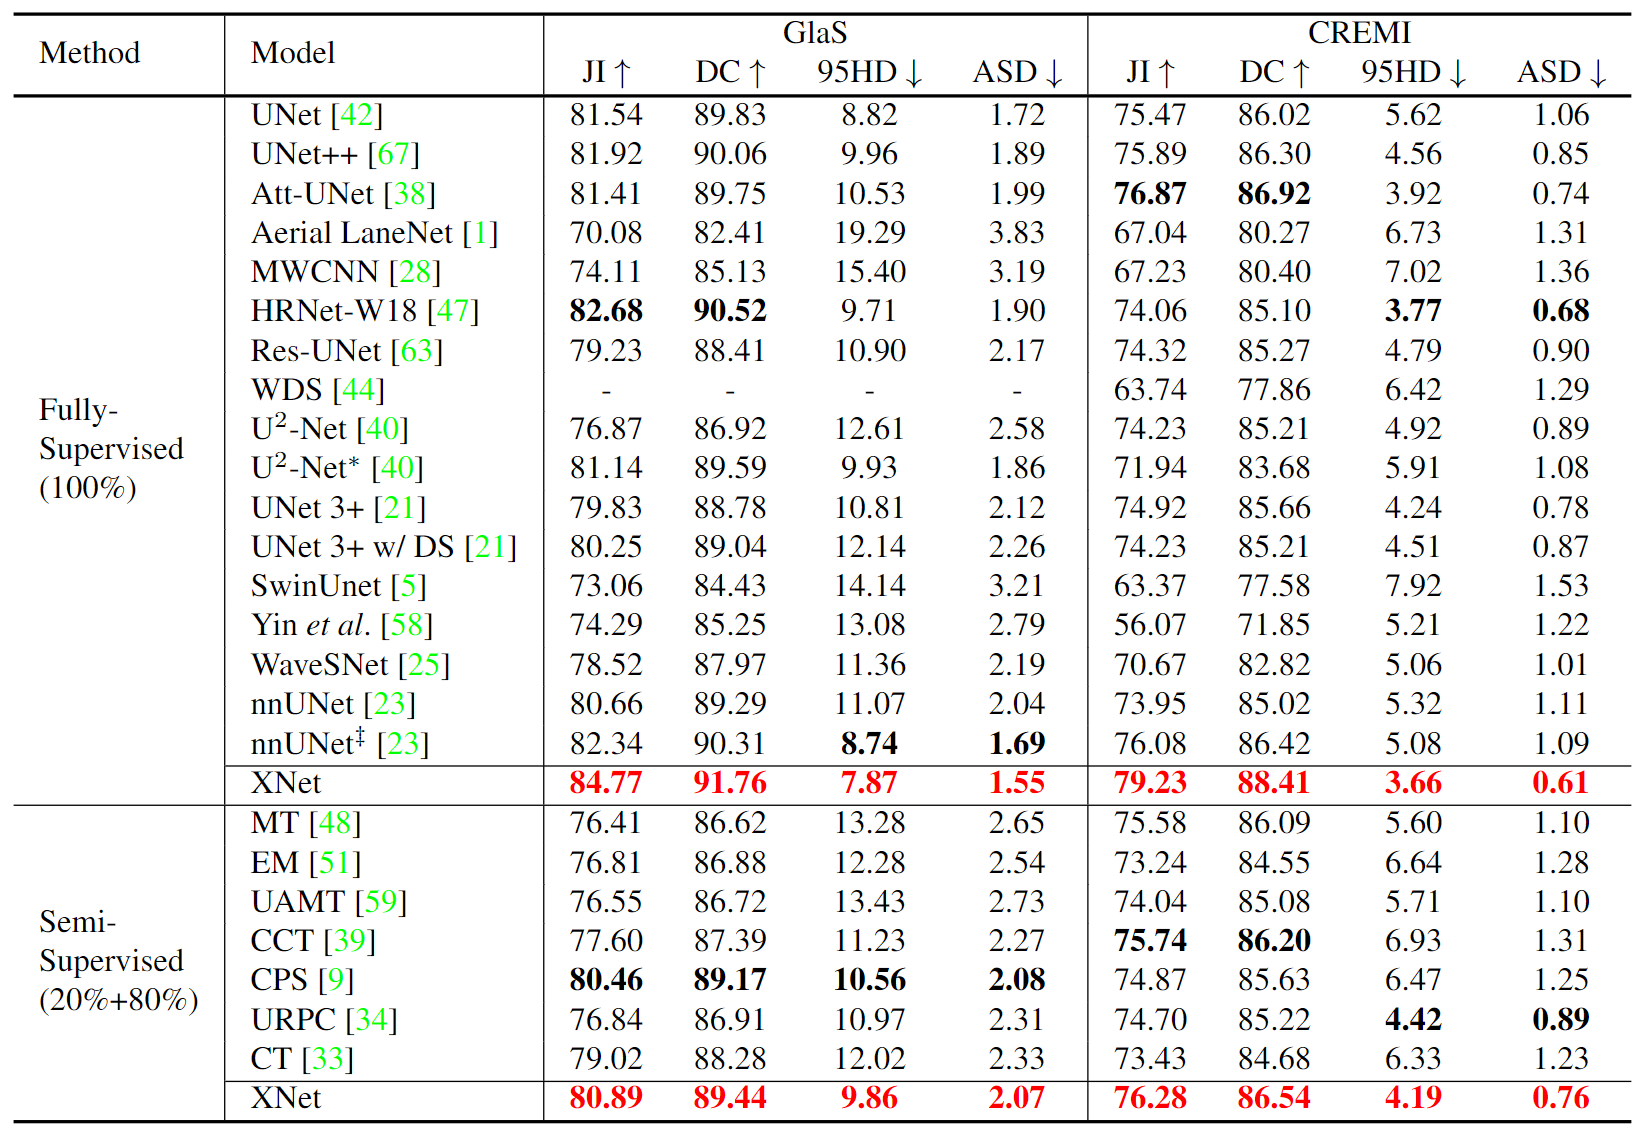 Method Model GlaS CREMI
JI ↑ DC ↑ 95HD ↓ ASD ↓ JI ↑ DC ↑ 95HD ↓ ASD ↓
Fully-
Supervised
(100%)
UNet [42] 81.54 89.83 8.82 1.72 75.47 86.02 5.62 1.06
UNet++ [67] 81.92 90.06 9.96 1.89 75.89 86.30 4.56 0.85
Att-UNet [38] 81.41 89.75 10.53 1.99 76.87 86.92 3.92 0.74
Aerial LaneNet [1] 70.08 82.41 19.29 3.83 67.04 80.27 6.73 1.31
MWCNN [28] 74.11 85.13 15.40 3.19 67.23 80.40 7.02 1.36
HRNet-W18 [47] 82.68 90.52 9.71 1.90 74.06 85.10 3.77 0.68
Res-UNet [63] 79.23 88.41 10.90 2.17 74.32 85.27 4.79 0.90
WDS [44] - - - - 63.74 77.86 6.42 1.29
U²-Net [40] 76.87 86.92 12.61 2.58 74.23 85.21 4.92 0.89
U²-Net* [40] 81.14 89.59 9.93 1.86 71.94 83.68 5.91 1.08
UNet 3+ [21] 79.83 88.78 10.81 2.12 74.92 85.66 4.24 0.78
UNet 3+ w/ DS [21] 80.25 89.04 12.14 2.26 74.23 85.21 4.51 0.87
SwinUnet [5] 73.06 84.43 14.14 3.21 63.37 77.58 7.92 1.53
Yin et al. [58] 74.29 85.25 13.08 2.79 56.07 71.85 5.21 1.22
WaveSNet [25] 78.52 87.97 11.36 2.19 70.67 82.82 5.06 1.01
nnUNet [23] 80.66 89.29 11.07 2.04 73.95 85.02 5.32 1.11
nnUNet‡ [23] 82.34 90.31 8.74 1.69 76.08 86.42 5.08 1.09
XNet 84.77 91.76 7.87 1.55 79.23 88.41 3.66 0.61
Semi-
Supervised
(20%+80%)
MT [48] 76.41 86.62 13.28 2.65 75.58 86.09 5.60 1.10
EM [51] 76.81 86.88 12.28 2.54 73.24 84.55 6.64 1.28
UAMT [59] 76.55 86.72 13.43 2.73 74.04 85.08 5.71 1.10
CCT [39] 77.60 87.39 11.23 2.27 75.74 86.20 6.93 1.31
CPS [9] 80.46 89.17 10.56 2.08 74.87 85.63 6.47 1.25
URPC [34] 76.84 86.91 10.97 2.31 74.70 85.22 4.42 0.89
CT [33] 79.02 88.28 12.02 2.33 73.43 84.68 6.33 1.23
XNet 80.89 89.44 9.86 2.07 76.28 86.54 4.19 0.76